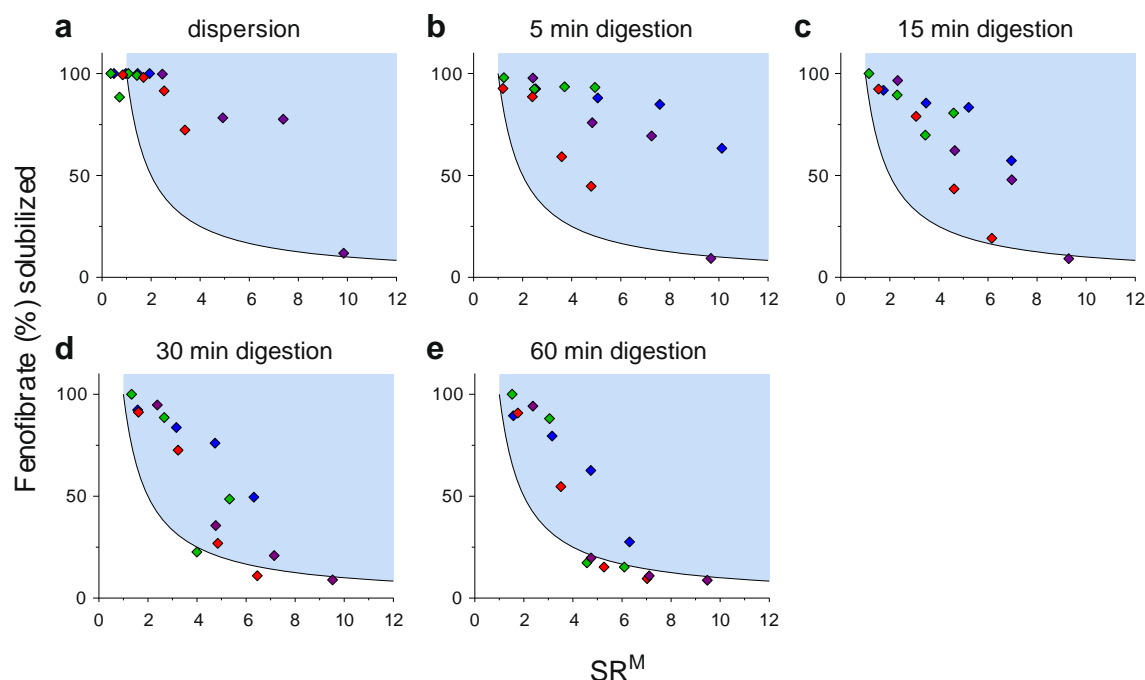 a dispersion
b 5 min digestion
c 15 min digestion
100
50
0
0 2 4 6 8 10 12
100
50
0
0 2 4 6 8 10 12
100
50
0
0 2 4 6 8 10 12
d 30 min digestion
e 60 min digestion
100
50
0
0 2 4 6 8 10 12
100
50
0
0 2 4 6 8 10 12
Fenofibrate (%) solubilized
SR^M